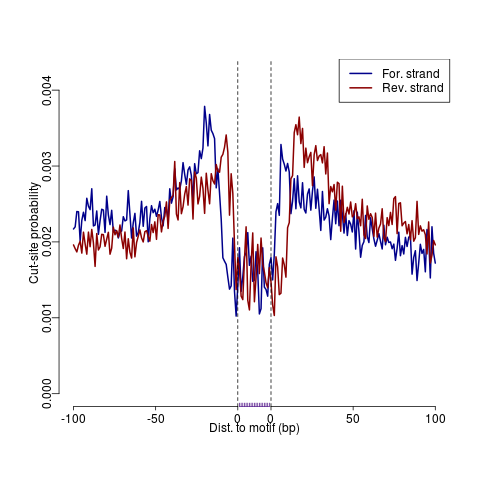 For. strand
Rev. strand
Cut-site probability
0.004
0.003
0.002
0.001
0.000
-100 -50 0 0 50 100
Dist. to motif (bp)